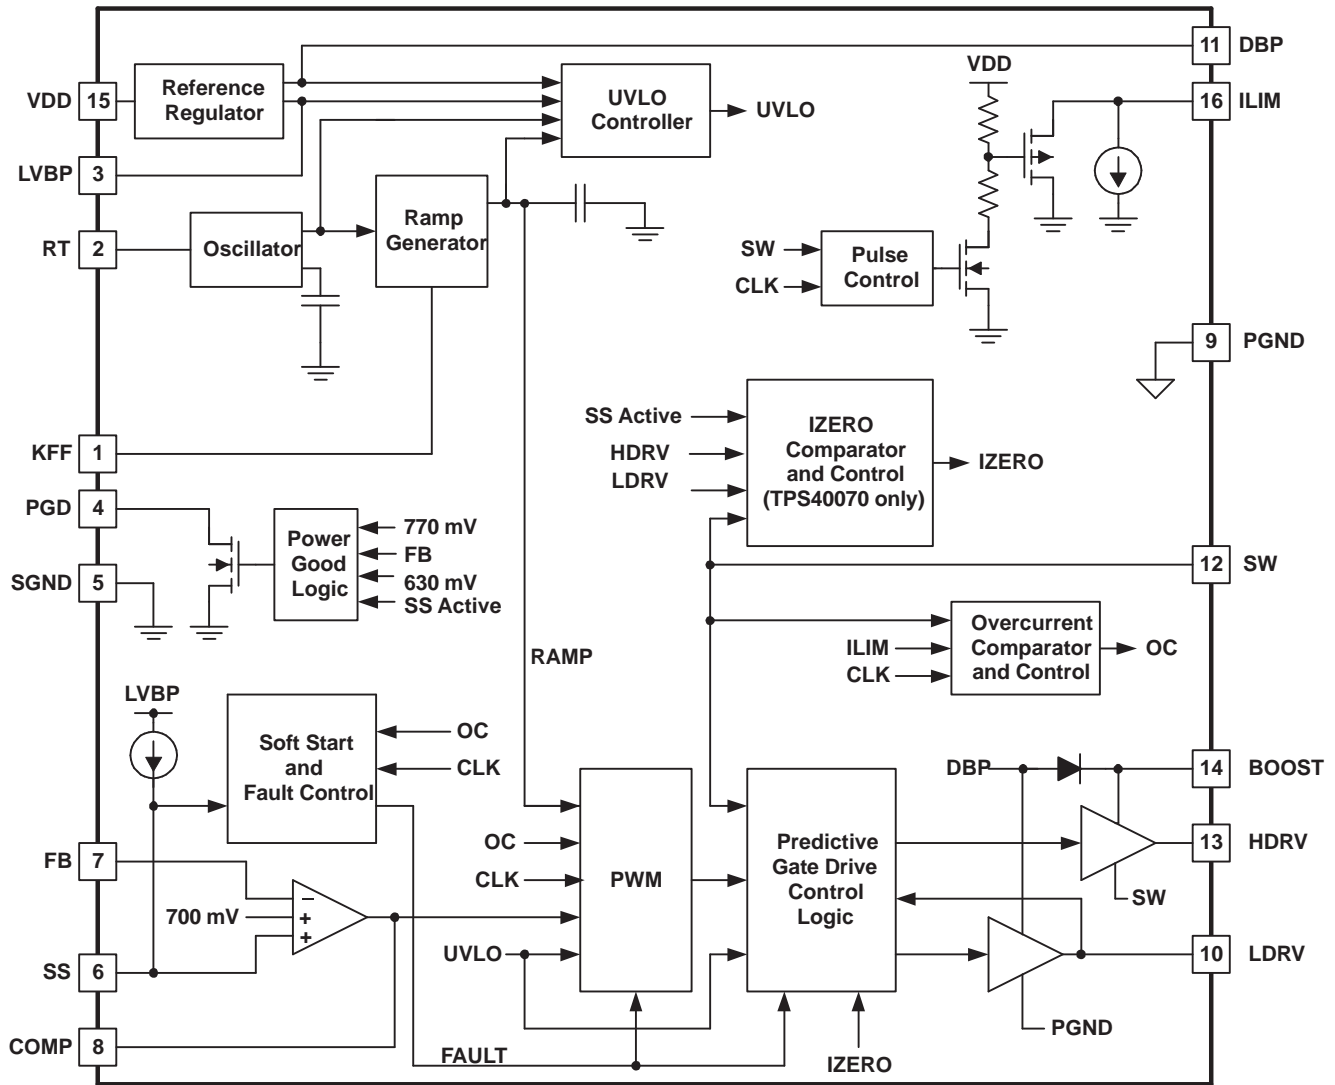 11 DBP
VDD
VDD 15
Reference
Regulator
UVLO
Controller
UVLO
16 ILIM
LVBP 3
RT 2
Oscillator
Ramp
Generator
SW
CLK
Pulse
Control
9 PGND
SS Active
HDRV
LDRV
IZERO
Comparator
and Control
(TPS40070 only)
IZERO
KFF 1
PGD 4
SGND 5
Power
Good
Logic
770 mV
FB
630 mV
SS Active
12 SW
RAMP
ILIM
CLK
Overcurrent
Comparator
and Control
OC
LVBP
Soft Start
and
Fault Control
OC
CLK
DBP
14 BOOST
OC
CLK
PWM
Predictive
Gate Drive
Control
Logic
13 HDRV
SW
FB 7
700 mV
−
+
+
UVLO
10 LDRV
SS 6
PGND
COMP 8
FAULT
IZERO